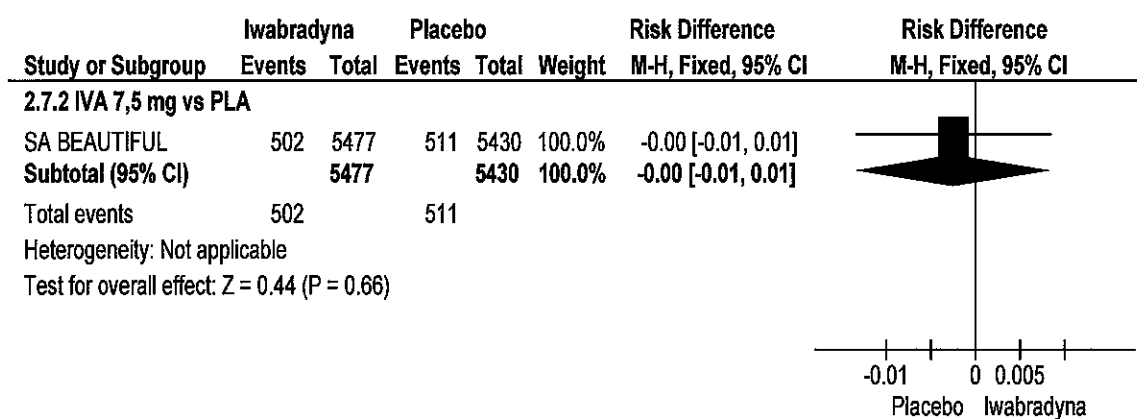 Iwabradyna Placebo Risk Difference Risk Difference
Study or Subgroup Events Total Events Total Weight M-H, Fixed, 95% CI M-H, Fixed, 95% CI
2.7.2 IVA 7,5 mg vs PLA
SA BEAUTIFUL 502 5477 511 5430 100.0% -0.00 [-0.01, 0.01]
Subtotal (95% CI) 5477 5430 100.0% -0.00 [-0.01, 0.01]
Total events 502 511
Heterogeneity: Not applicable
Test for overall effect: Z = 0.44 (P = 0.66)
-0.01 0 0.005
Placebo Iwabradyna